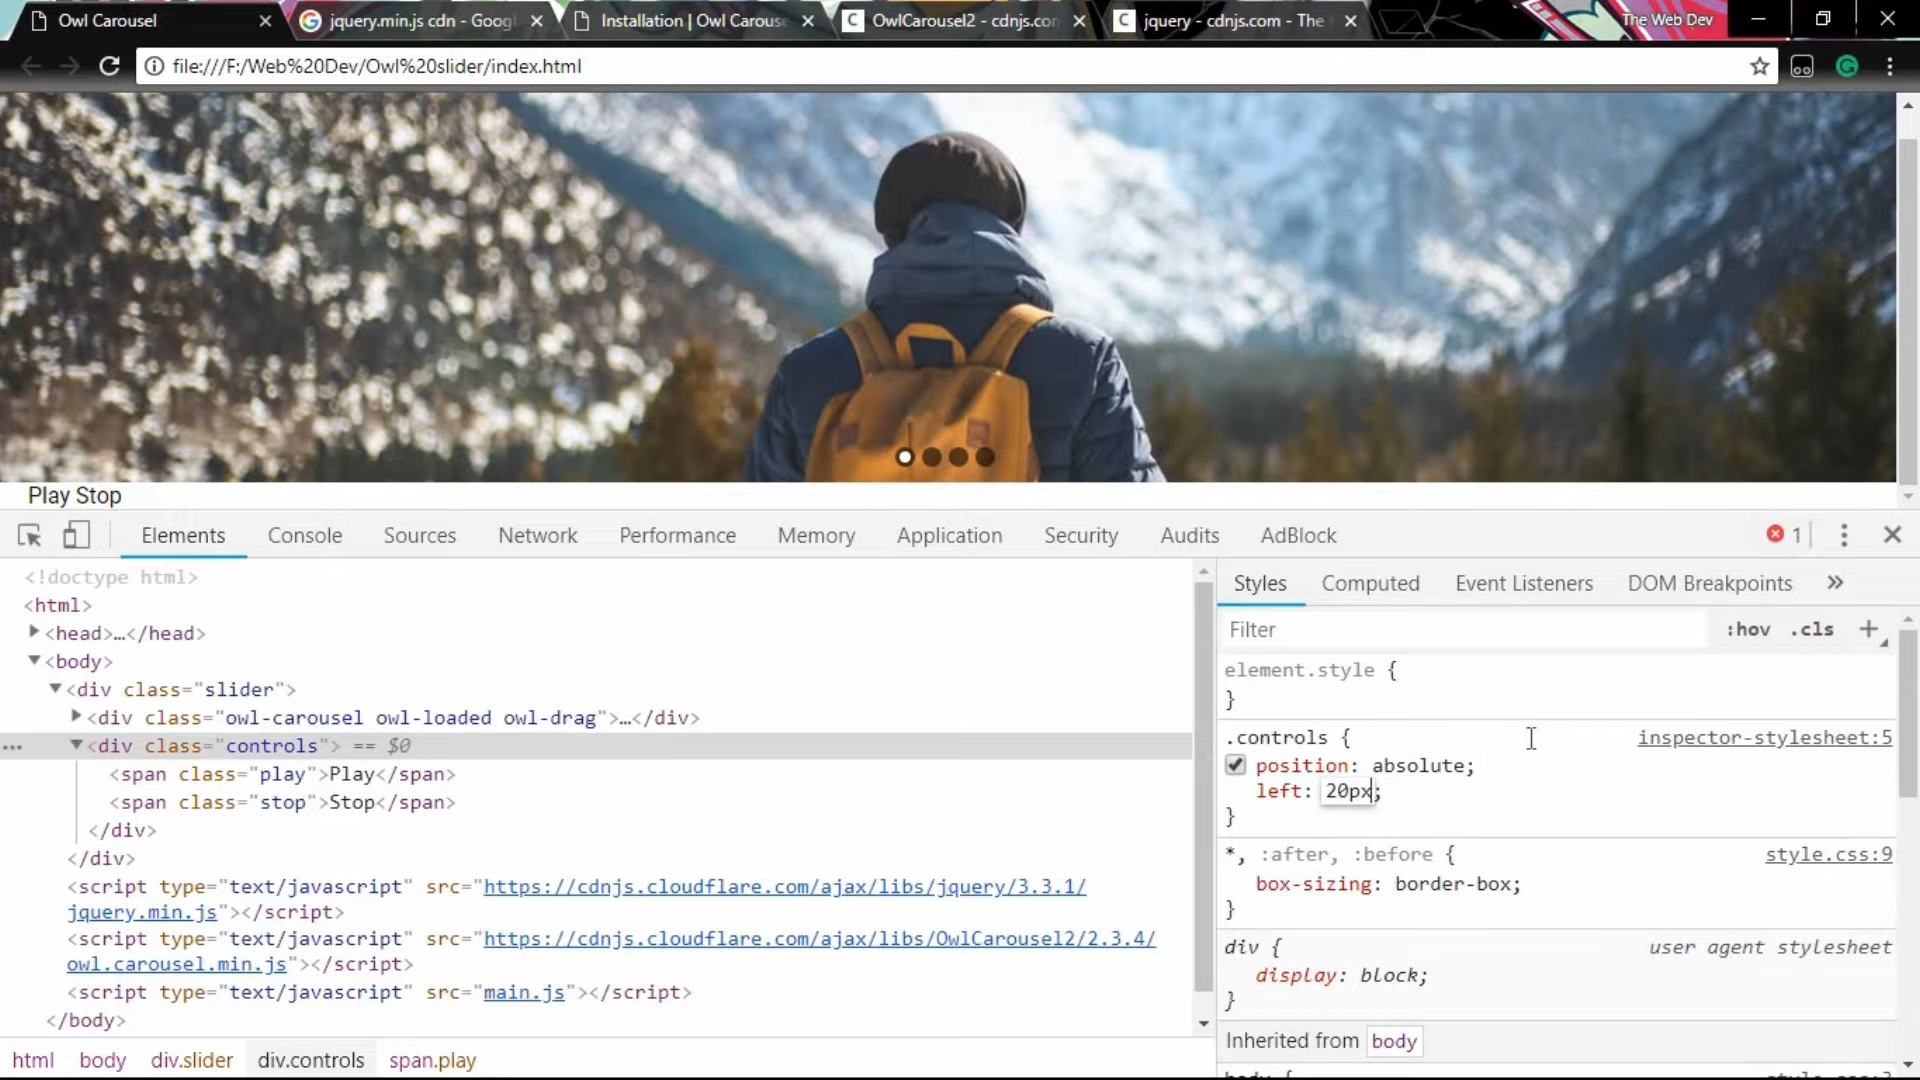 Owl Carousel
jquery.min.js cdn - Googl
Installation | Owl Carouse
OwlCarousel2 - cdnjs.com
jquery - cdnjs.com - The
The Web Dev
file:///F:/Web%20Dev/Owl%20slider/index.html
Play Stop
Elements Console Sources Network Performance Memory Application Security Audits AdBlock 1
<!doctype html>
<html>
<head>…</head>
<body>
<div class="slider">
<div class="owl-carousel owl-loaded owl-drag">…</div>
… <div class="controls"> == $0
<span class="play">Play</span>
<span class="stop">Stop</span>
</div>
</div>
<script type="text/javascript" src="https://cdnjs.cloudflare.com/ajax/libs/jquery/3.3.1/
jquery.min.js"></script>
<script type="text/javascript" src="https://cdnjs.cloudflare.com/ajax/libs/OwlCarousel2/2.3.4/
owl.carousel.min.js"></script>
<script type="text/javascript" src="main.js"></script>
</body>
html body div.slider div.controls span.play
Styles Computed Event Listeners DOM Breakpoints »
Filter :hov .cls +
element.style {
}
.controls { inspector-stylesheet:5
position: absolute;
left: 20px;
}
*, :after, :before { style.css:9
box-sizing: border-box;
}
div { user agent stylesheet
display: block;
}
Inherited from body